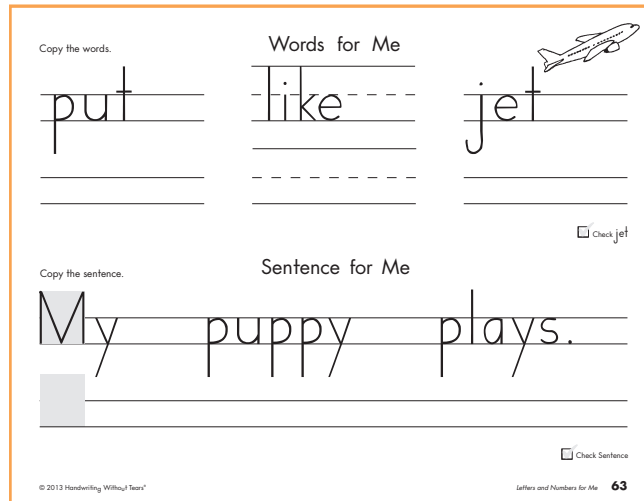 Copy the words.
Words for Me
put like jet
Check jet
Copy the sentence.
Sentence for Me
My puppy plays.
Check Sentence
© 2013 Handwriting Without Tears® Letters and Numbers for Me 63